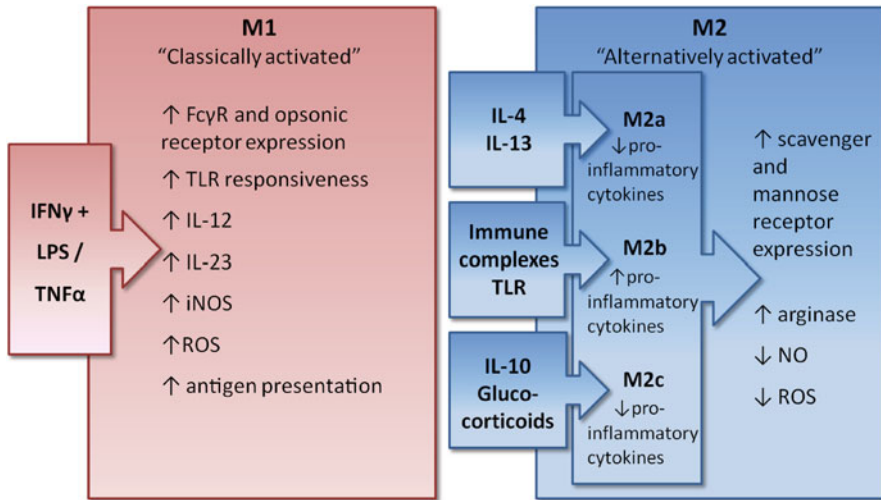 M1
“Classically activated”
IFNγ +
LPS /
TNFα
↑ FcγR and opsonic
receptor expression
↑ TLR responsiveness
↑ IL-12
↑ IL-23
↑ iNOS
↑ROS
↑ antigen presentation
M2
“Alternatively activated”
IL-4
IL-13
M2a
↓pro-
inflammatory
cytokines
Immune
complexes
TLR
M2b
↑pro-
inflammatory
cytokines
IL-10
Gluco-
corticoids
M2c
↓pro-
inflammatory
cytokines
↑ scavenger
and
mannose
receptor
expression
↑ arginase
↓ NO
↓ ROS